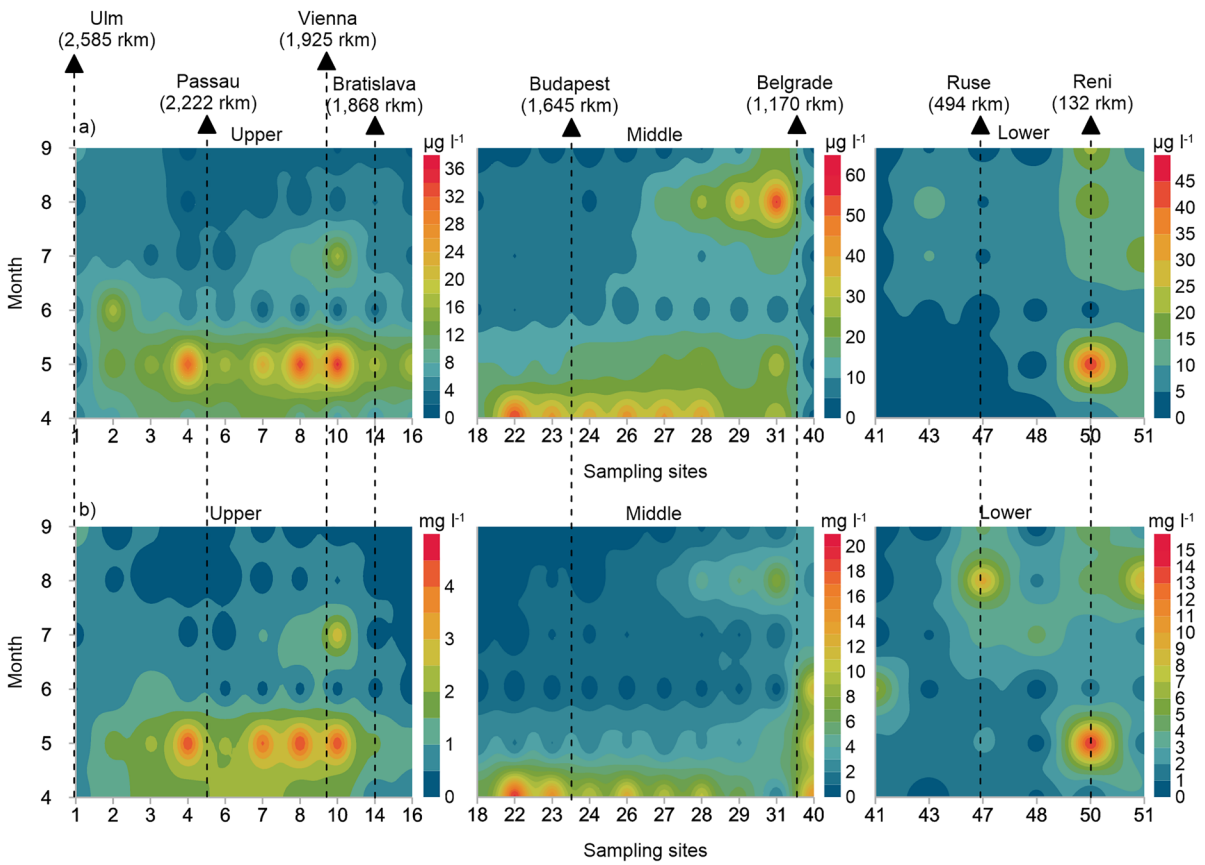 Ulm
(2,585 rkm)
Vienna
(1,925 rkm)
Passau
(2,222 rkm)
Bratislava
(1,868 rkm)
Budapest
(1,645 rkm)
Belgrade
(1,170 rkm)
Ruse
(494 rkm)
Reni
(132 rkm)
a)
Upper
Middle
Lower
µg l-1
µg l-1
µg l-1
Month
9
8
7
6
5
4
36
32
28
24
20
16
12
8
4
0
60
50
40
30
20
10
0
45
40
35
30
25
20
15
10
5
0
1 2 3 4 6 7 8 10 14 16
18 22 23 24 26 28 29 31 40
41 43 47 48 50 51
Sampling sites
b)
Upper
Middle
Lower
mg l-1
mg l-1
mg l-1
Month
9
8
7
6
5
4
4
3
2
1
0
20
18
16
14
12
10
8
6
4
2
0
15
14
13
12
11
10
9
8
7
6
5
4
3
2
1
0
1 2 3 4 6 7 8 10 14 16
18 22 23 24 26 28 29 31 40
41 43 47 48 50 51
Sampling sites